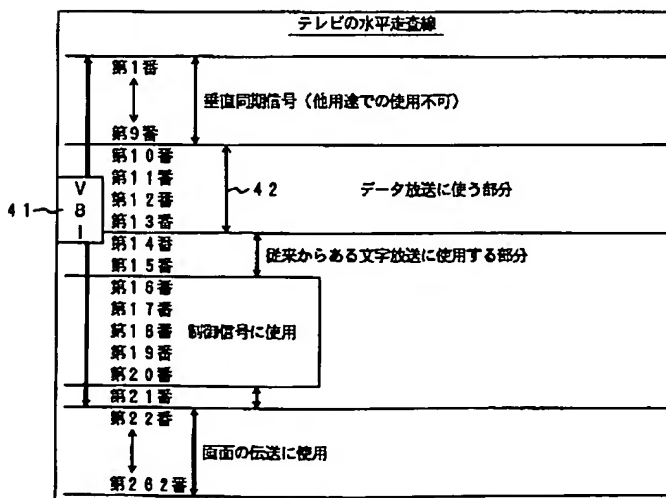 テレビの水平走査線
第1番
垂直同期信号（他用途での使用不可）
第9番
第10番
第11番
42
データ放送に使う部分
41
VBI
第12番
第13番
第14番
従来からある文字放送に使用する部分
第15番
第16番
第17番
第18番
制御信号に使用
第19番
第20番
第21番
第22番
画面の伝送に使用
第262番